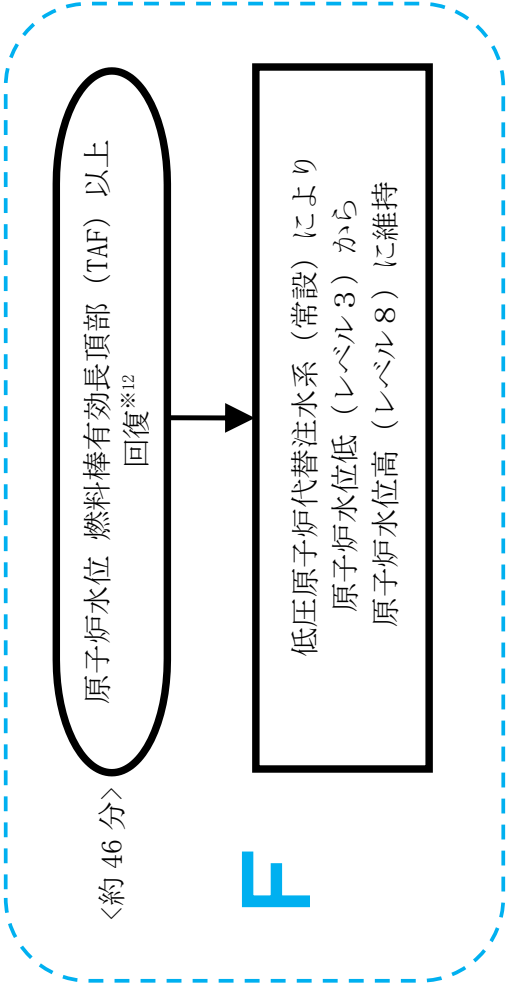 <約 46 分>
原子炉水位 燃料棒有効長頂部（TAF）以上
回復※12
F
低圧原子炉代替注水系（常設）により
原子炉水位低（レベル３）から
原子炉水位高（レベル８）に維持